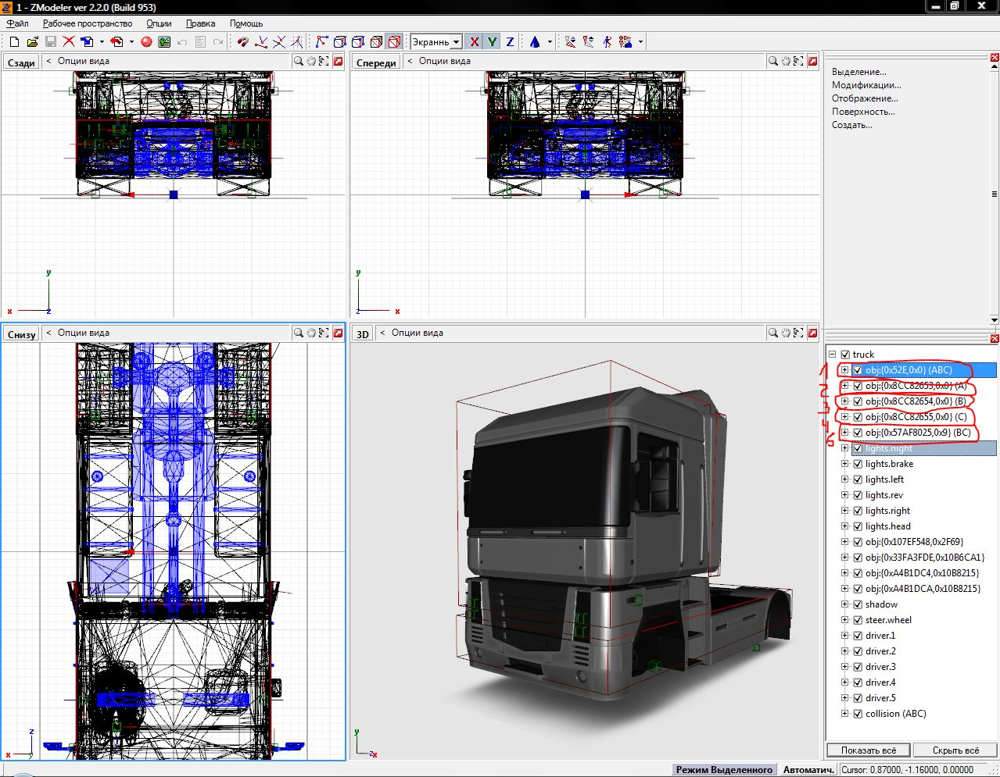 1 - ZModeler ver 2.2.0 (Build 953)
Файл Рабочее пространство Опции Правка Помощь
Экранны X Y Z
Сзади < Опции вида
Спереди < Опции вида
Выделение...
Модификации...
Отображение...
Поверхность...
Создать...
y
x z
y
z x
Снизу < Опции вида
3D < Опции вида
truck
1 obj:{0x52E,0x0} (ABC)
2 obj:{0x8CC82653,0x0} (A)
3 obj:{0x8CC82654,0x0} (B)
4 obj:{0x8CC82655,0x0} (C)
5 obj:{0x57AF8025,0x9} (BC)
lights.night
lights.brake
lights.left
lights.rev
lights.right
lights.head
obj:{0x107EF548,0x2F69}
obj:{0x33FA3FDE,0x10B6CA1}
obj:{0xA4B1DC4,0x10B8215}
obj:{0xA4B1DCA,0x10B8215}
shadow
steer.wheel
driver.1
driver.2
driver.3
driver.4
driver.5
collision (ABC)
z
x y
y
z x
Показать всё Скрыть всё
Режим Выделенного Автоматич. Cursor: 0.87000, -1.16000, 0.00000